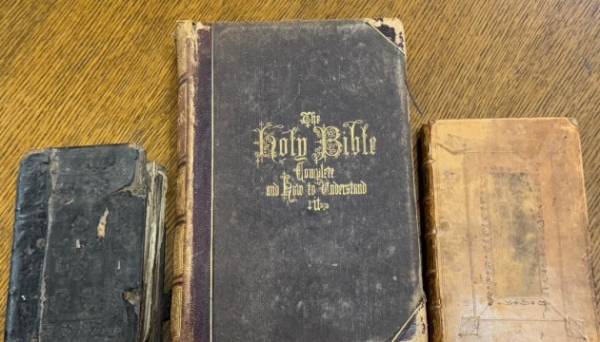 The
Holy Bible
Complete
and How to Understand
it